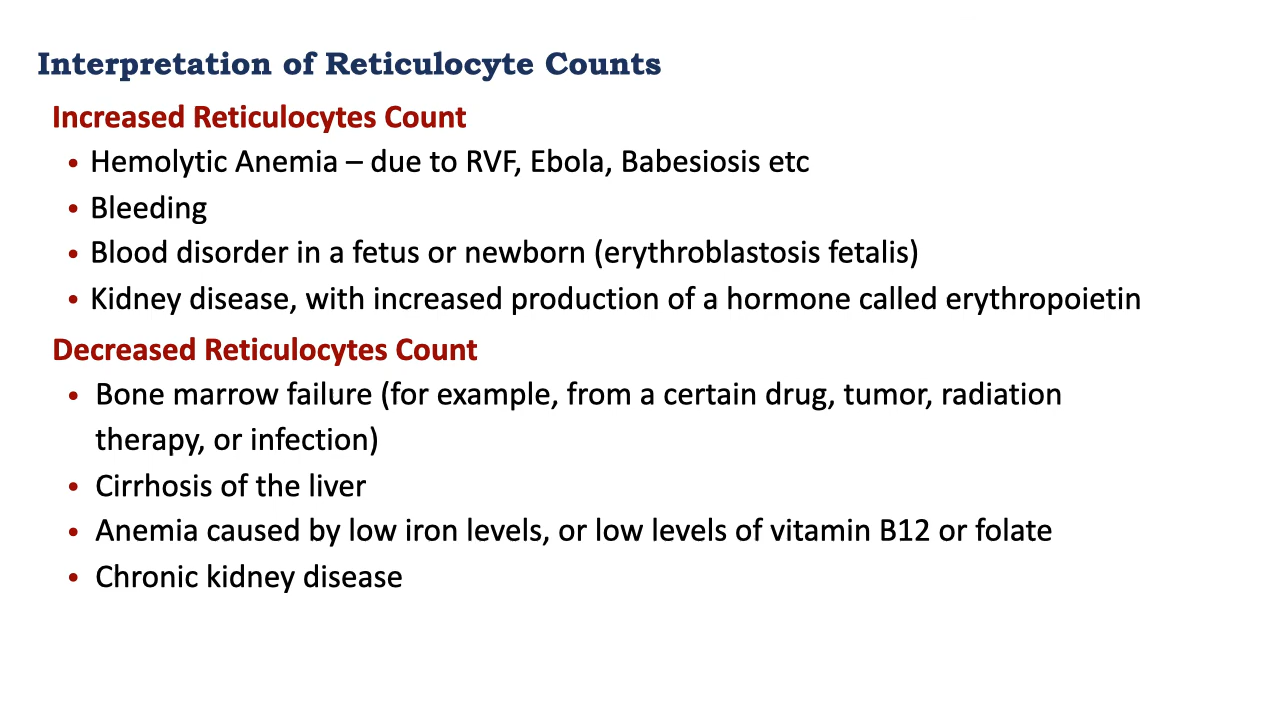 Interpretation of Reticulocyte Counts
Increased Reticulocytes Count
• Hemolytic Anemia – due to RVF, Ebola, Babesiosis etc
• Bleeding
• Blood disorder in a fetus or newborn (erythroblastosis fetalis)
• Kidney disease, with increased production of a hormone called erythropoietin
Decreased Reticulocytes Count
• Bone marrow failure (for example, from a certain drug, tumor, radiation
therapy, or infection)
• Cirrhosis of the liver
• Anemia caused by low iron levels, or low levels of vitamin B12 or folate
• Chronic kidney disease